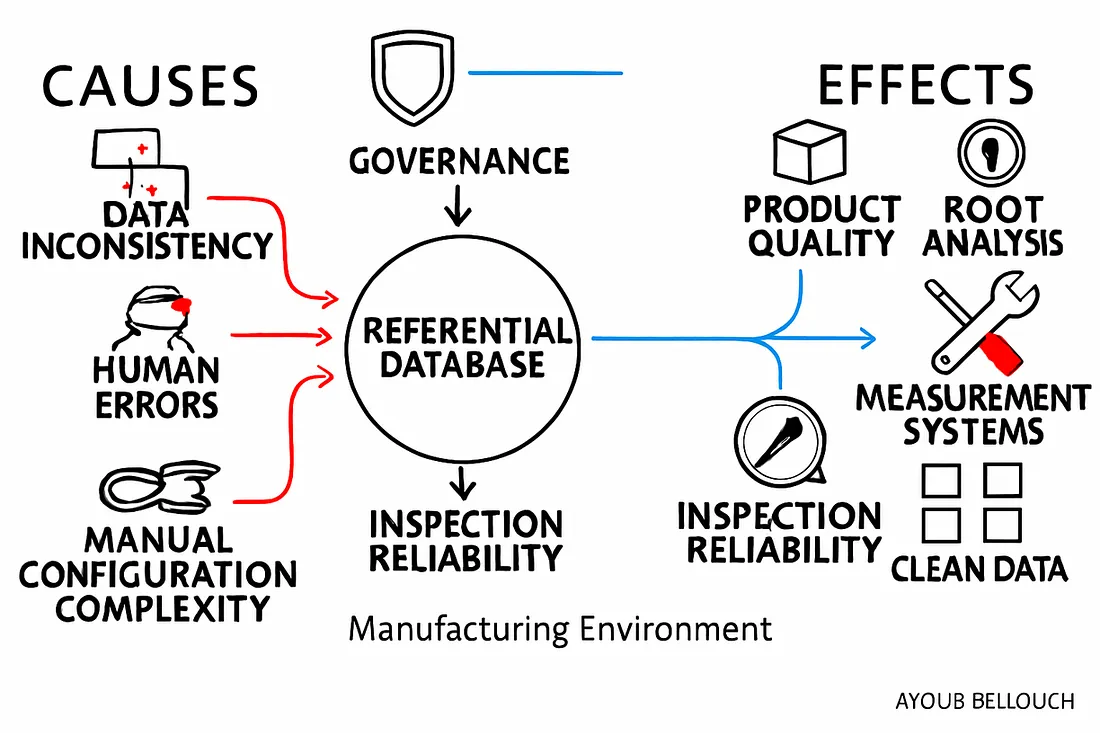 CAUSES
DATA
INCONSISTENCY
HUMAN
ERRORS
MANUAL
CONFIGURATION
COMPLEXITY
GOVERNANCE
REFERENTIAL
DATABASE
INSPECTION
RELIABILITY
EFFECTS
PRODUCT
QUALITY
ROOT
ANALYSIS
MEASUREMENT
SYSTEMS
INSPECTION
RELIABILITY
CLEAN DATA
Manufacturing Environment
AYOUB BELLOUCH